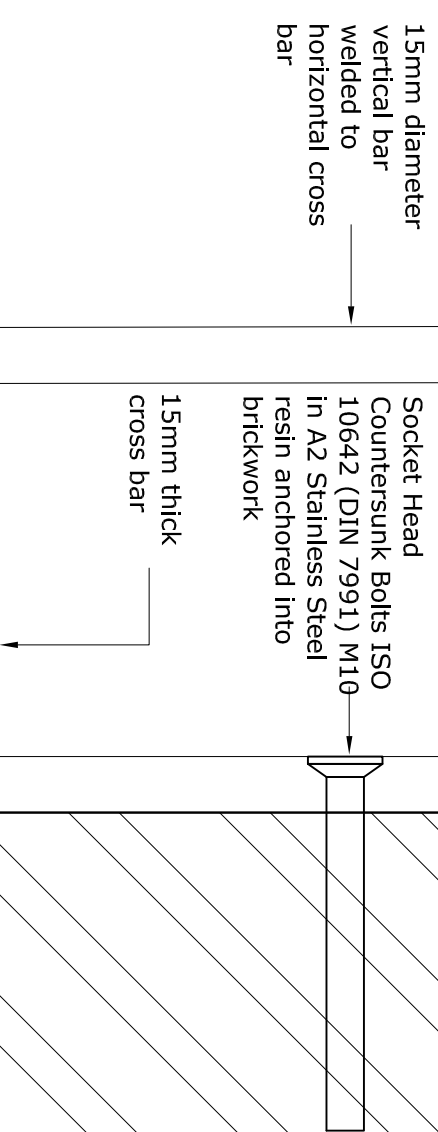 15mm diameter
vertical bar
welded to
horizontal cross
bar
Socket Head
Countersunk Bolts ISO
10642 (DIN 7991) M10
in A2 Stainless Steel
resin anchored into
brickwork
15mm thick
cross bar